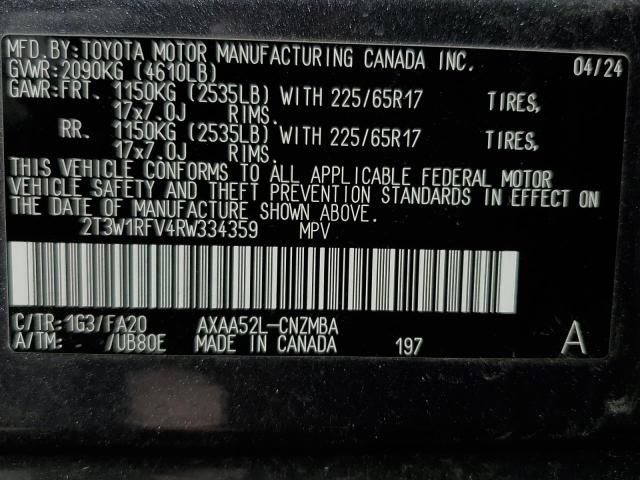 MFD.BY:TOYOTA MOTOR MANUFACTURING CANADA INC. 04/24
GVWR:2090KG (4610LB)
GAWR:FRT. 1150KG (2535LB) WITH 225/65R17 TIRES,
17x7.0J RIMS.
RR. 1150KG (2535LB) WITH 225/65R17 TIRES,
17x7.0J RIMS.
THIS VEHICLE CONFORMS TO ALL APPLICABLE FEDERAL MOTOR
VEHICLE SAFETY AND THEFT PREVENTION STANDARDS IN EFFECT ON
THE DATE OF MANUFACTURE SHOWN ABOVE.
2T3W1RFV4RW334359 MPV
C/TR:1G3/FA20 AXAA52L-CNZMBA
A/TM: - /UB80E MADE IN CANADA 197 A